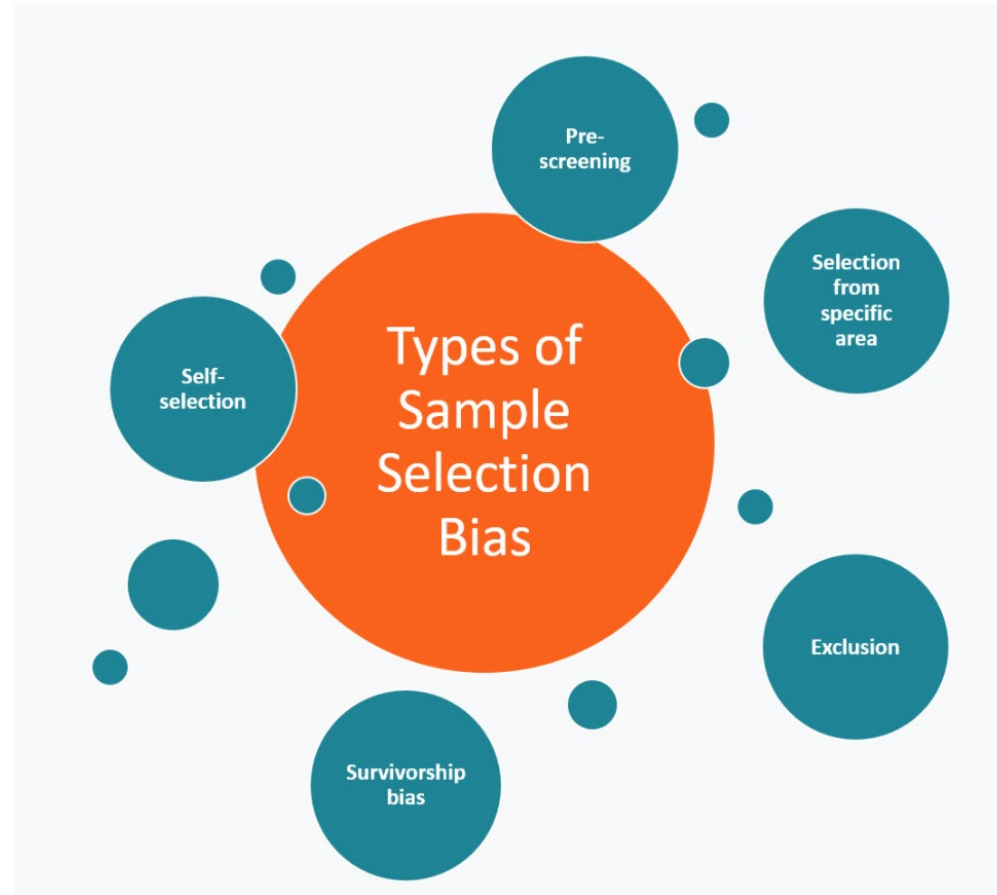 Pre-
screening
Selection
from
specific
area
Types of
Sample
Selection
Bias
Self-
selection
Exclusion
Survivorship
bias